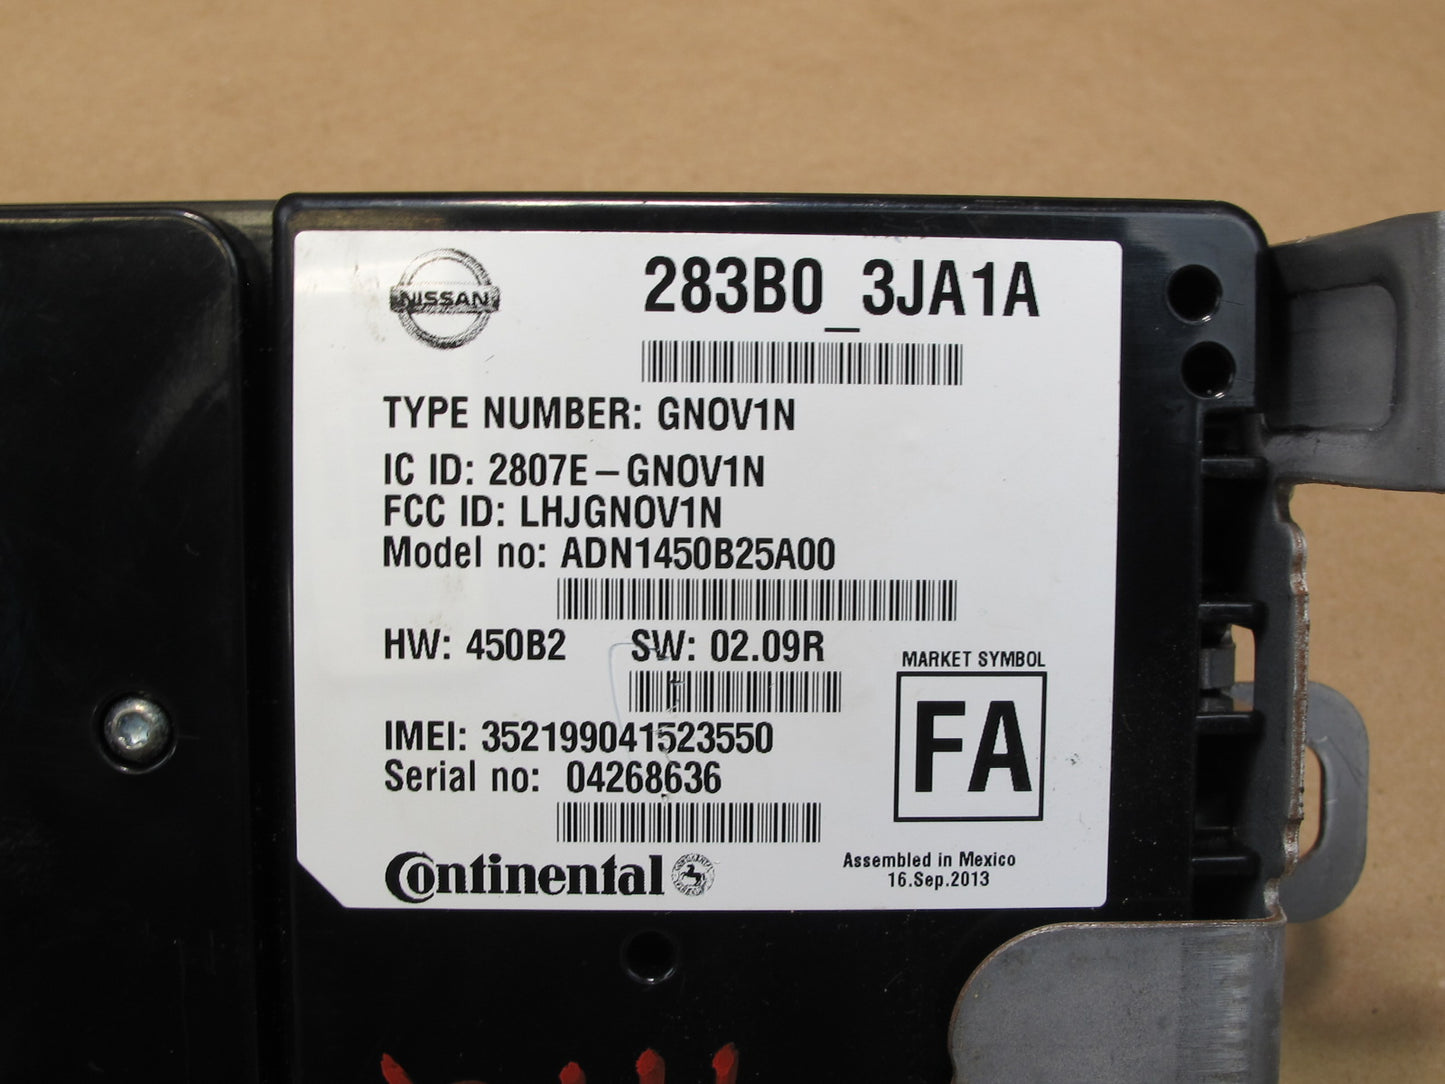 NISSAN
283B0_3JA1A
TYPE NUMBER: GNOV1N
IC ID: 2807E-GNOV1N
FCC ID: LHJGNOV1N
Model no: ADN1450B25A00
HW: 450B2 SW: 02.09R
MARKET SYMBOL
FA
IMEI: 352199041523550
Serial no: 04268636
Continental
Assembled in Mexico
16.Sep.2013